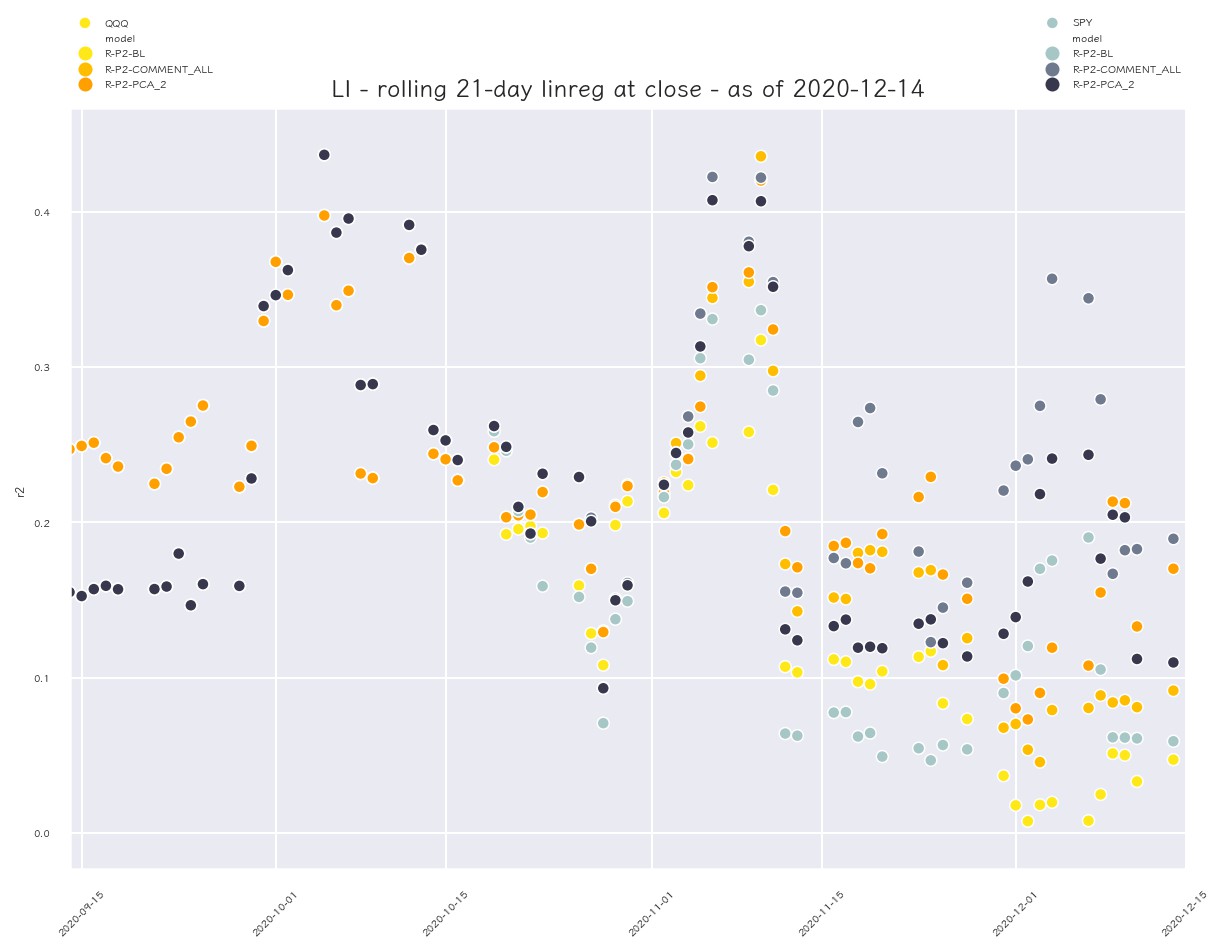 QQQ
model
R-P2-BL
R-P2-COMMENT_ALL
R-P2-PCA_2
SPY
model
R-P2-BL
R-P2-COMMENT_ALL
R-P2-PCA_2
LI - rolling 21-day linreg at close - as of 2020-12-14
r2
0.4
0.3
0.2
0.1
0.0
2020-09-15
2020-10-01
2020-10-15
2020-11-01
2020-11-15
2020-12-01
2020-12-15